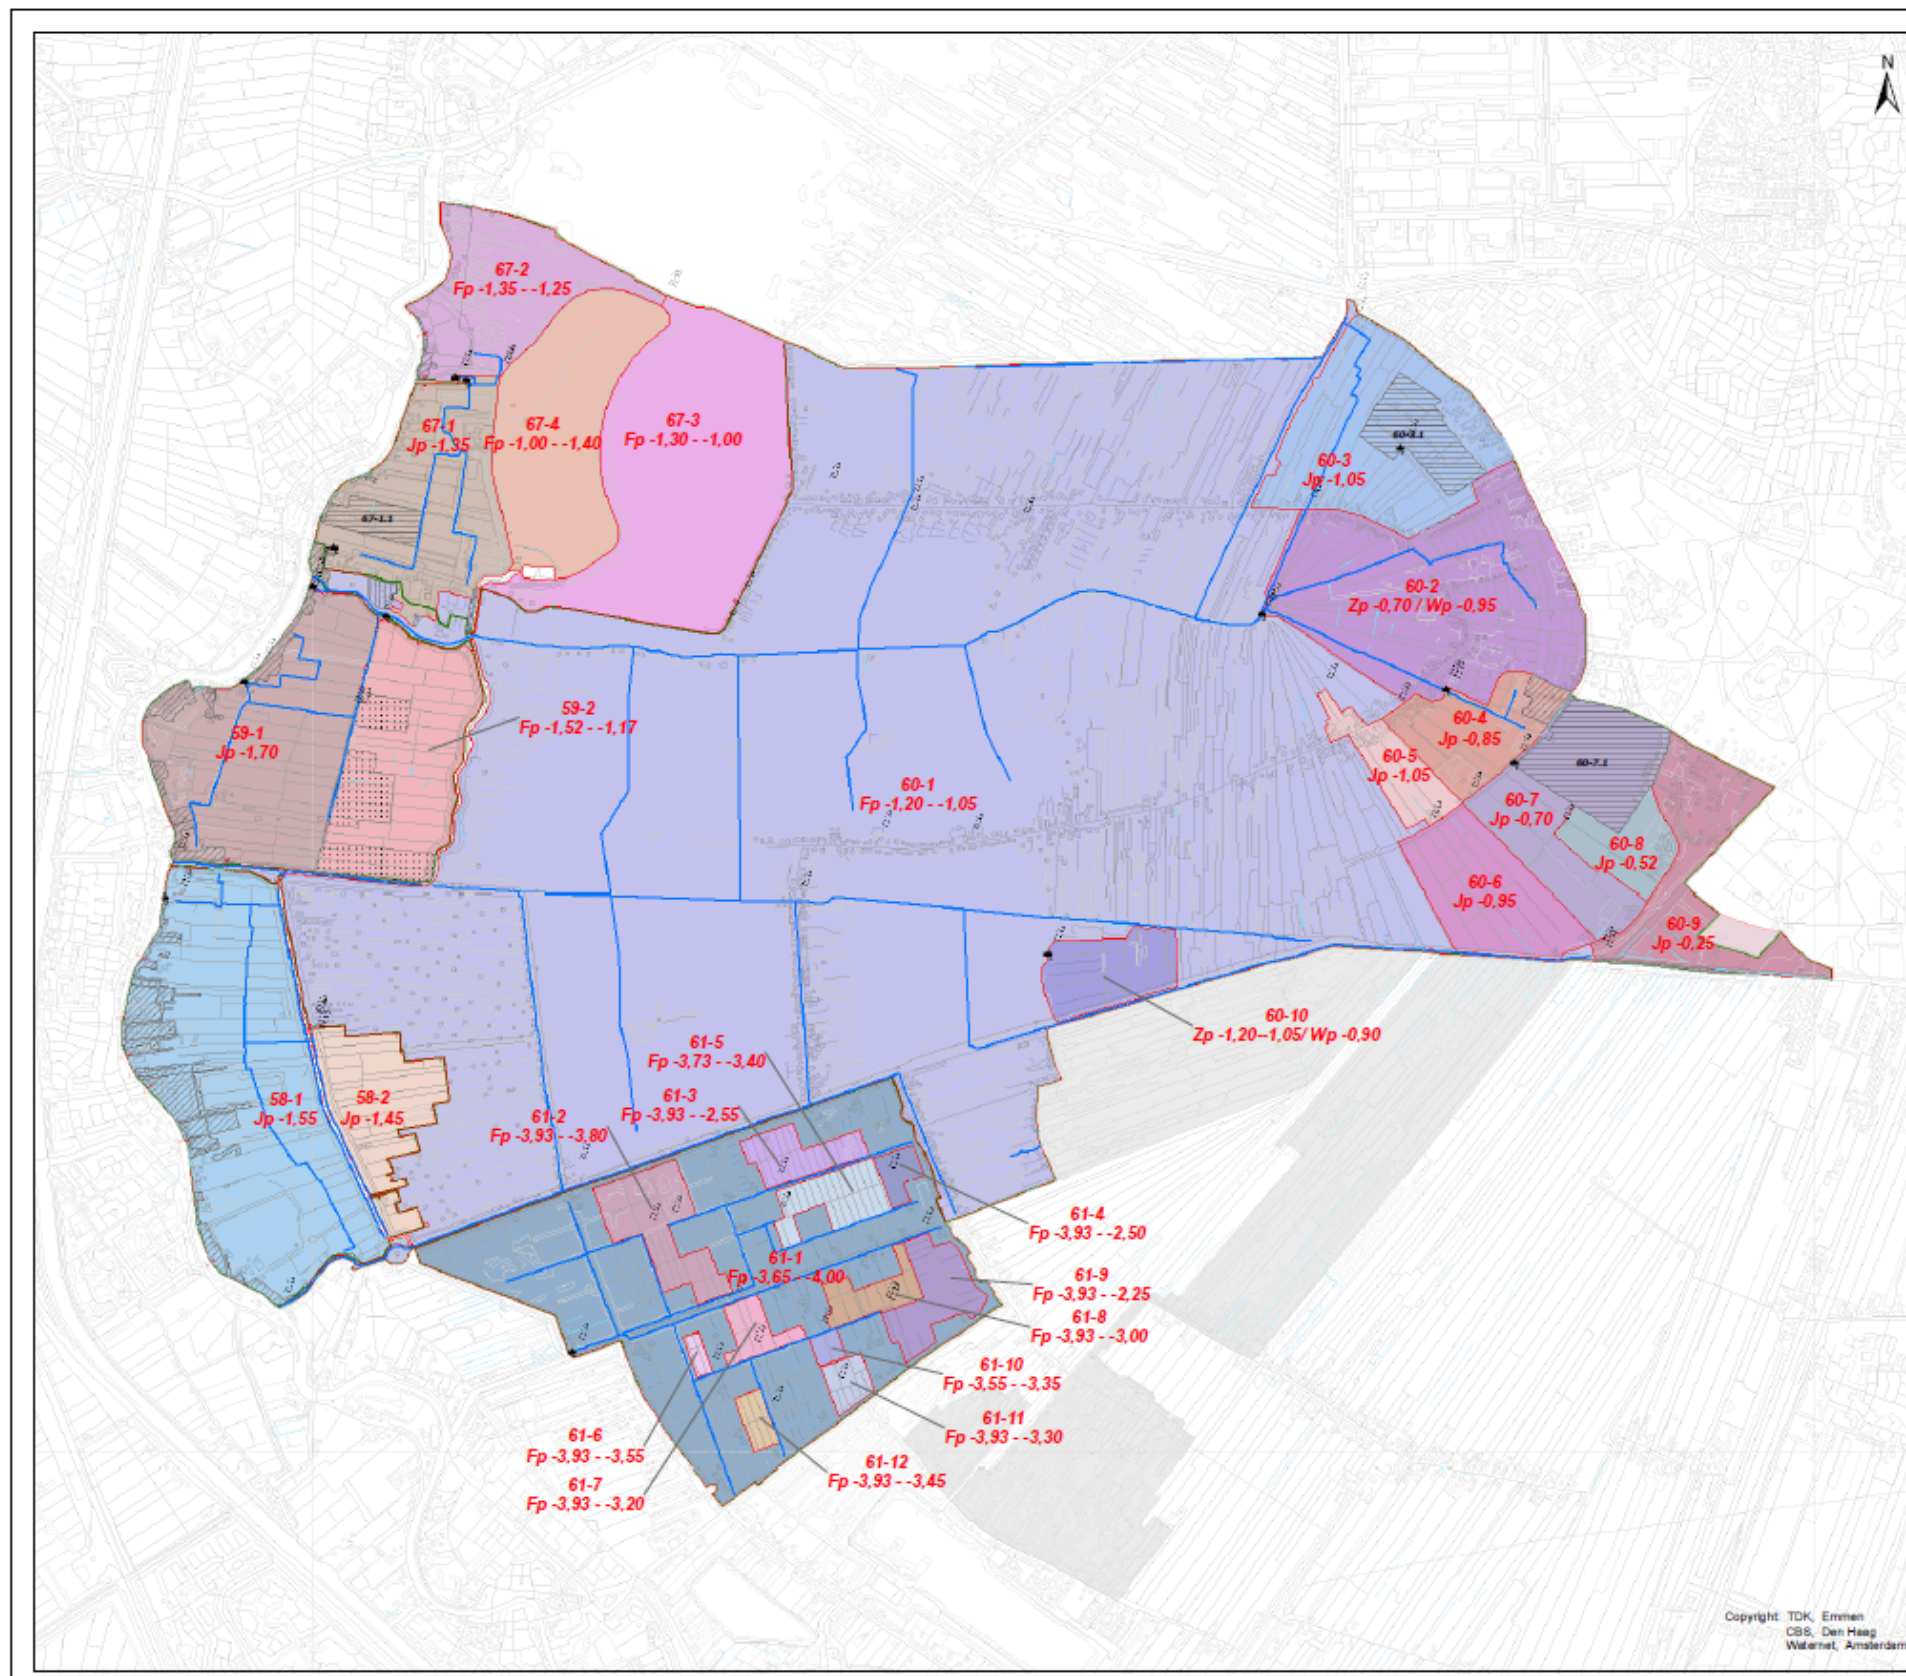 N
67-2
Fp -1,35 - -1,25
67-1
Jp -1,35
67-4
Fp -1,00 - -1,40
67-3
Fp -1,30 - -1,00
67-1.1
60-3.1
60-3
Jp -1,05
60-2
Zp -0,70 / Wp -0,95
59-1
Jp -1,70
59-2
Fp -1,52 - -1,17
60-1
Fp -1,20 - -1,05
60-4
Jp -0,85
60-5
Jp -1,05
60-7.1
60-7
Jp -0,70
60-8
Jp -0,52
60-6
Jp -0,95
60-9
Jp -0,25
60-10
Zp -1,20--1,05/ Wp -0,90
58-1
Jp -1,55
58-2
Jp -1,45
61-5
Fp -3,73 - -3,40
61-3
Fp -3,93 - -2,55
61-2
Fp -3,93 - -3,80
61-4
Fp -3,93 - -2,50
61-1
Fp -3,65 - -4,00
61-9
Fp -3,93 - -2,25
61-8
Fp -3,93 - -3,00
61-10
Fp -3,55 - -3,35
61-11
Fp -3,93 - -3,30
61-6
Fp -3,93 - -3,55
61-12
Fp -3,93 - -3,45
61-7
Fp -3,93 - -3,20
Copyright: TDK, Emmen
CBS, Den Haag
Waternet, Amsterdam